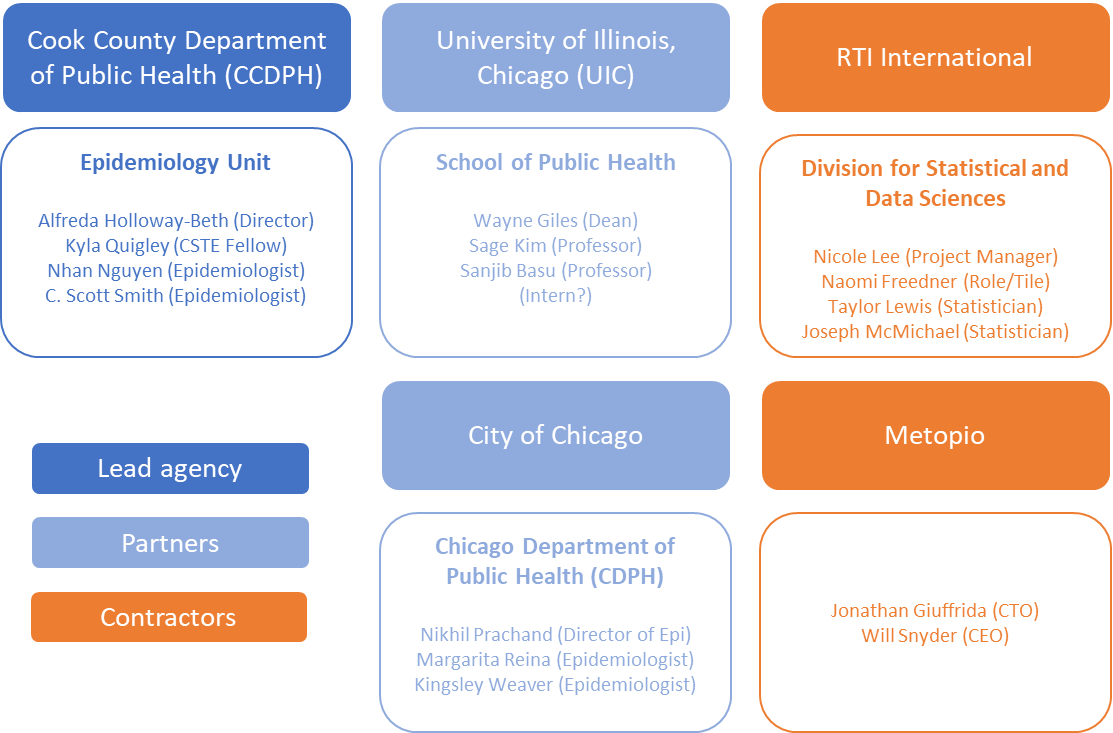 Cook County Department
of Public Health (CCDPH)
Epidemiology Unit
Alfreda Holloway-Beth (Director)
Kyla Quigley (CSTE Fellow)
Nhan Nguyen (Epidemiologist)
C. Scott Smith (Epidemiologist)
University of Illinois,
Chicago (UIC)
School of Public Health
Wayne Giles (Dean)
Sage Kim (Professor)
Sanjib Basu (Professor)
(Intern?)
RTI International
Division for Statistical and
Data Sciences
Nicole Lee (Project Manager)
Naomi Freedner (Role/Tile)
Taylor Lewis (Statistician)
Joseph McMichael (Statistician)
Lead agency
Partners
Contractors
City of Chicago
Chicago Department of
Public Health (CDPH)
Nikhil Prachand (Director of Epi)
Margarita Reina (Epidemiologist)
Kingsley Weaver (Epidemiologist)
Metopio
Jonathan Giuffrida (CTO)
Will Snyder (CEO)